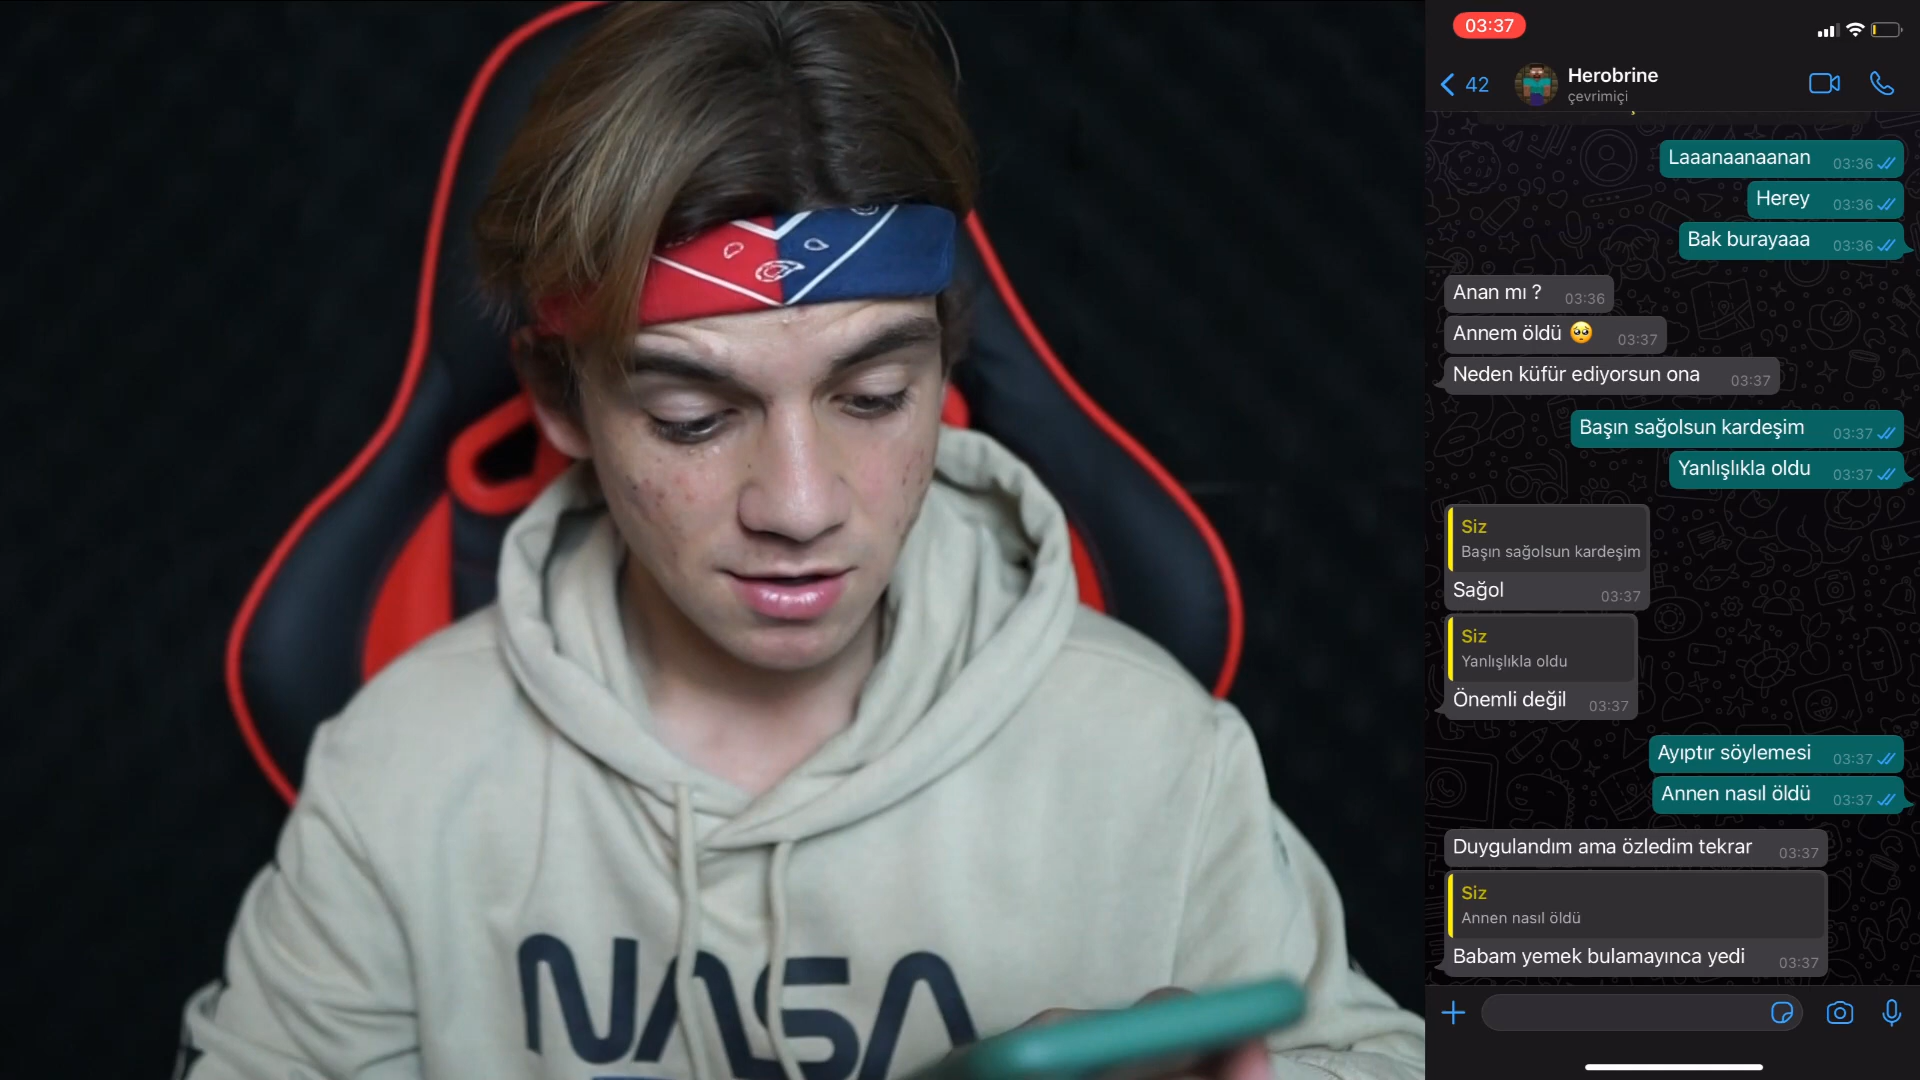 03:37
42
Herobrine
çevrimiçi
Laaanaanaanan 03:36
Herey 03:36
Bak burayaaa 03:36
Anan mı ? 03:36
Annem öldü 🥺 03:37
Neden küfür ediyorsun ona 03:37
Başın sağolsun kardeşim 03:37
Yanlışlıkla oldu 03:37
Siz
Başın sağolsun kardeşim
Sağol 03:37
Siz
Yanlışlıkla oldu
Önemli değil 03:37
Ayıptır söylemesi 03:37
Annen nasıl öldü 03:37
Duygulandım ama özledim tekrar 03:37
Siz
Annen nasıl öldü
Babam yemek bulamayınca yedi 03:37
NASA